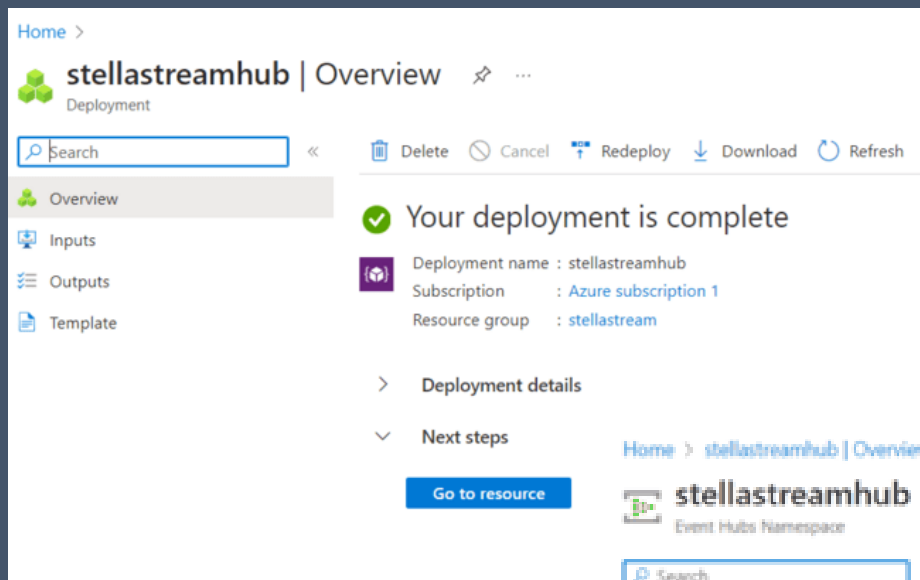 Home >
stellastreamhub | Overview ...
Deployment
Search «
Delete Cancel Redeploy Download Refresh
Overview
Inputs
Outputs
Template
Your deployment is complete
Deployment name : stellastreamhub
Subscription : Azure subscription 1
Resource group : stellastream
> Deployment details
Next steps
Go to resource
Home > stellastreamhub | Overview
stellastreamhub
Event Hubs Namespace
Search